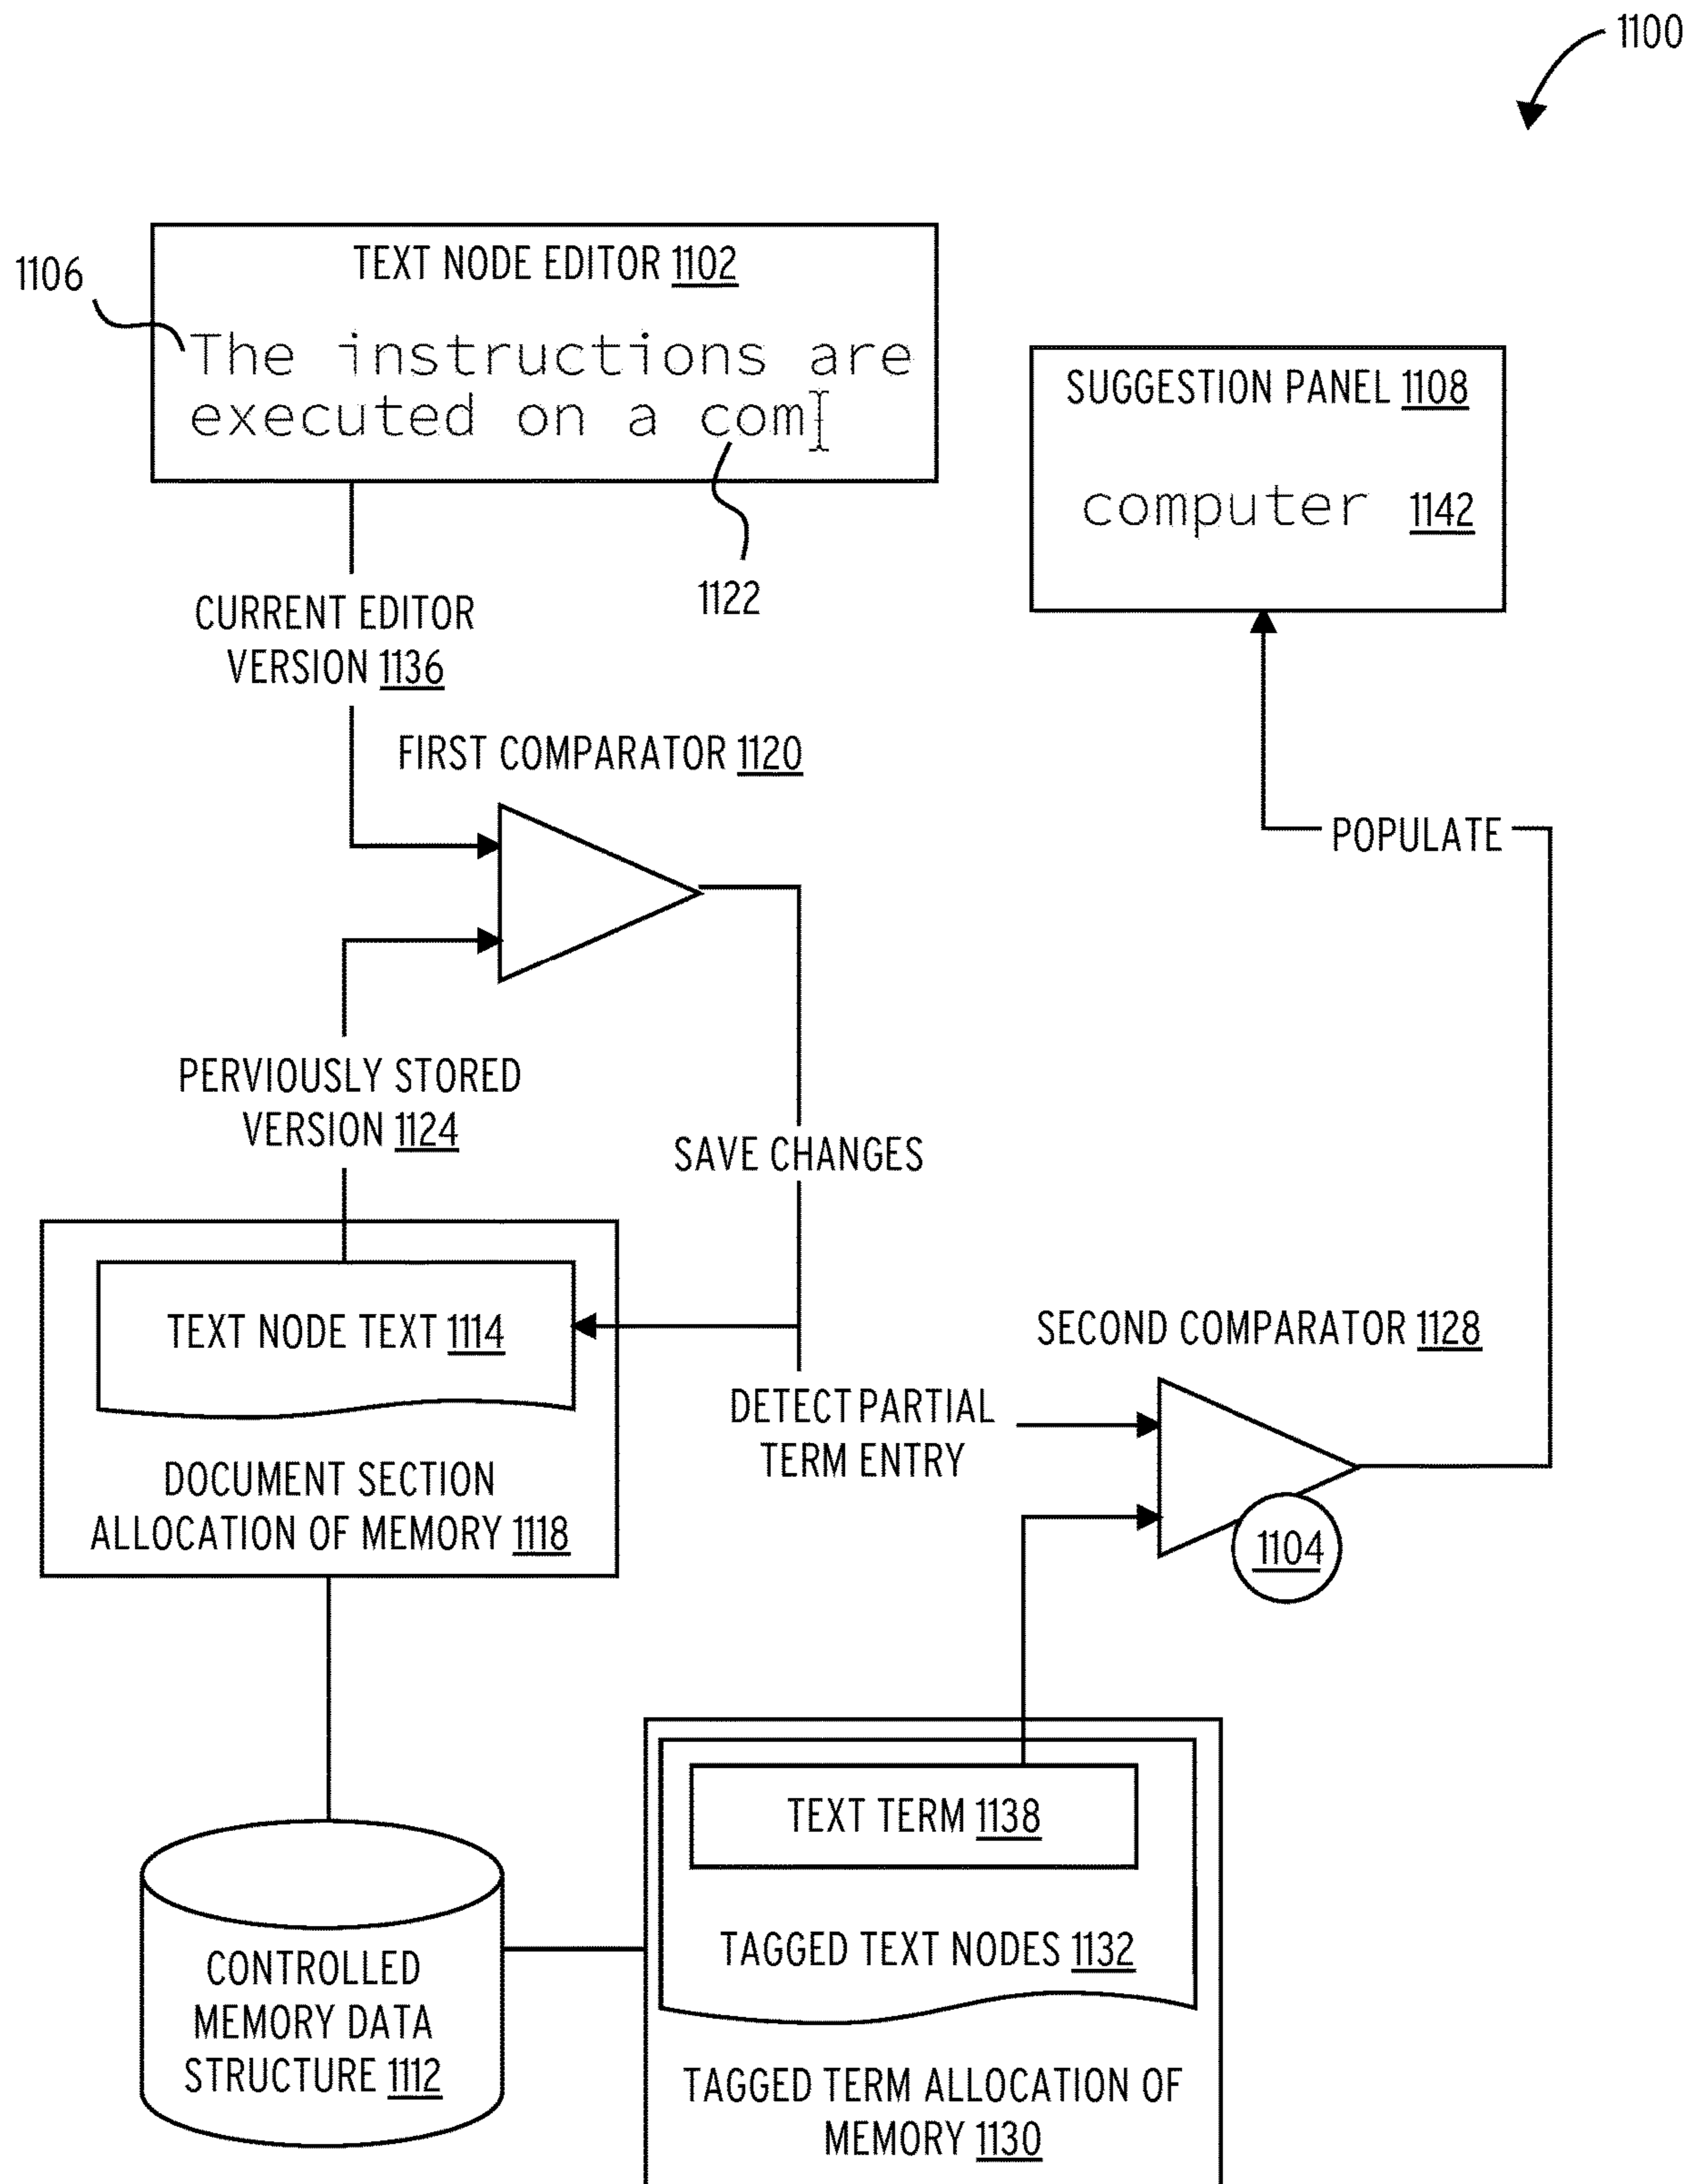 1100
TEXT NODE EDITOR 1102
1106
The instructions are
executed on a com
1122
SUGGESTION PANEL 1108
computer 1142
CURRENT EDITOR
VERSION 1136
FIRST COMPARATOR 1120
POPULATE
PERVIOUSLY STORED
VERSION 1124
SAVE CHANGES
TEXT NODE TEXT 1114
SECOND COMPARATOR 1128
DETECT PARTIAL
TERM ENTRY
DOCUMENT SECTION
ALLOCATION OF MEMORY 1118
1104
TEXT TERM 1138
TAGGED TEXT NODES 1132
CONTROLLED
MEMORY DATA
STRUCTURE 1112
TAGGED TERM ALLOCATION OF
MEMORY 1130